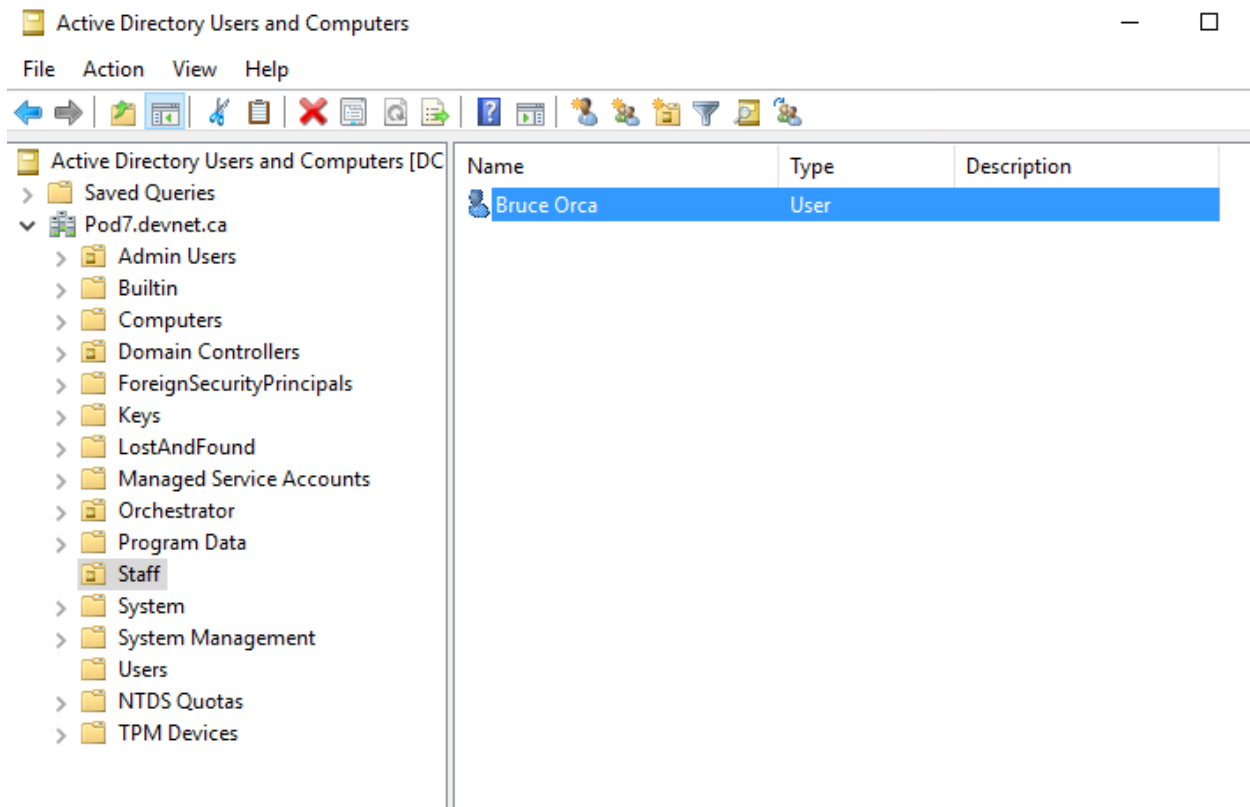 Active Directory Users and Computers
File Action View Help
Active Directory Users and Computers [DC
Saved Queries
Pod7.devnet.ca
Admin Users
Builtin
Computers
Domain Controllers
ForeignSecurityPrincipals
Keys
LostAndFound
Managed Service Accounts
Orchestrator
Program Data
Staff
System
System Management
Users
NTDS Quotas
TPM Devices
Name Type Description
Bruce Orca User